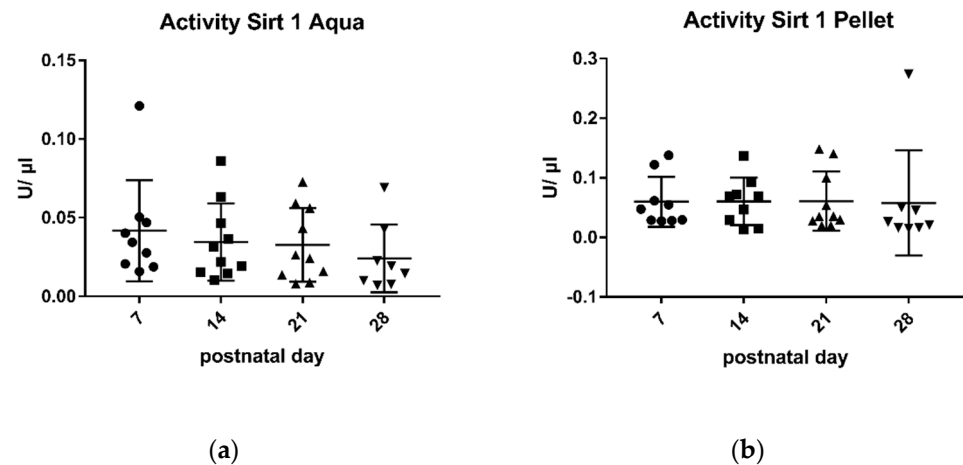 Activity Sirt 1 Aqua
0.15
0.10
0.05
0.00
U/ µl
7
14
21
28
postnatal day
(a)
Activity Sirt 1 Pellet
0.3
0.2
0.1
0.0
-0.1
U/ µl
7
14
21
28
postnatal day
(b)